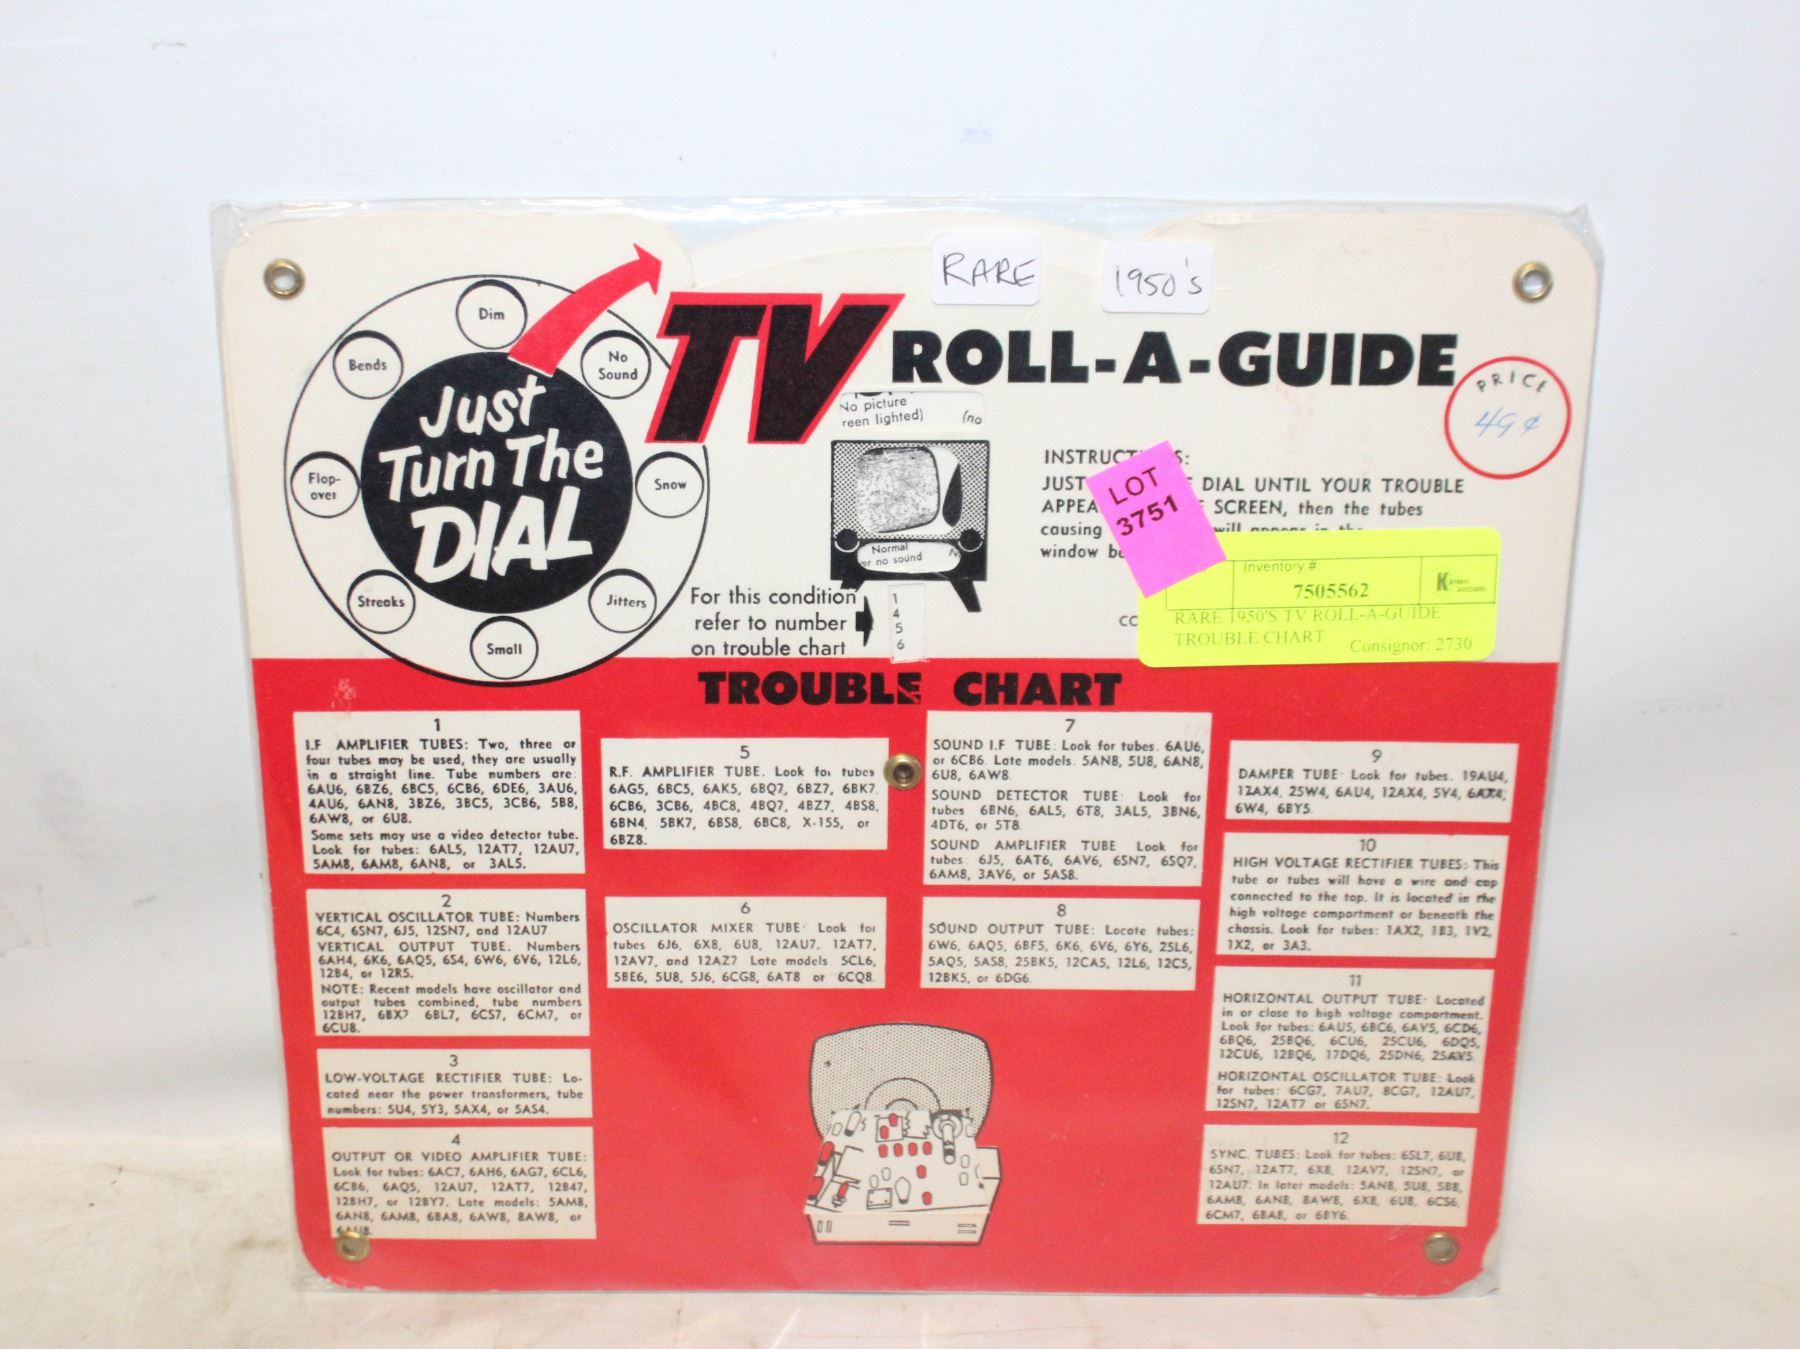 RARE
1950's
Dim
Bends
No
Sound
Flop-
over
Snow
Streaks
Jitters
Small
Just
Turn The
DIAL
TV ROLL-A-GUIDE
PRICE
49¢
No picture
reen lighted) (no
Normal
or no sound
INSTRUCT S:
JUST DIAL UNTIL YOUR TROUBLE
APPEA SCREEN, then the tubes
causing will appear in the
window be
LOT
3751
Inventory #
7505562
RARE 1950'S TV ROLL-A-GUIDE
TROUBLE CHART
Consignor: 2730
For this condition
refer to number
on trouble chart
1
4
5
6
TROUBLE CHART
1
I.F AMPLIFIER TUBES: Two, three or
four tubes may be used, they are usually
in a straight line. Tube numbers are:
6AU6, 6BZ6, 6BC5, 6CB6, 6DE6, 3AU6,
4AU6, 6AN8, 3BZ6, 3BC5, 3CB6, 5B8,
6AW8, or 6U8.
Some sets may use a video detector tube.
Look for tubes: 6AL5, 12AT7, 12AU7,
5AM8, 6AM8, 6AN8, or 3AL5.
2
VERTICAL OSCILLATOR TUBE: Numbers
6C4, 6SN7, 6J5, 12SN7, and 12AU7
VERTICAL OUTPUT TUBE: Numbers
6AH4, 6K6, 6AQ5, 6S4, 6W6, 6V6, 12L6,
12B4, or 12R5.
NOTE: Recent models have oscillator and
output tubes combined, tube numbers
12BH7, 6BX7 6BL7, 6CS7, 6CM7, or
6CU8.
3
LOW-VOLTAGE RECTIFIER TUBE: Lo-
cated near the power transformers, tube
numbers: 5U4, 5Y3, 5AX4, or 5AS4.
4
OUTPUT OR VIDEO AMPLIFIER TUBE:
Look for tubes: 6AC7, 6AH6, 6AG7, 6CL6,
6CB6, 6AQ5, 12AU7, 12AT7, 12B47,
12BH7, or 12BY7. Late models: 5AM8,
6AN8, 6AM8, 6BA8, 6AW8, 8AW8, or
6AU8.
5
R.F. AMPLIFIER TUBE. Look for tubes
6AG5, 6BC5, 6AK5, 6BQ7, 6BZ7, 6BK7
6CB6, 3CB6, 4BC8, 4BQ7, 4BZ7, 4BS8,
6BN4, 5BK7, 6BS8, 6BC8, X-155, or
6BZ8.
6
OSCILLATOR MIXER TUBE: Look for
tubes 6J6, 6X8, 6U8, 12AU7, 12AT7,
12AV7, and 12AZ7 Late models. 5CL6,
5BE6, 5U8, 5J6, 6CG8, 6AT8 or 6CQ8.
7
SOUND I.F TUBE: Look for tubes. 6AU6,
or 6CB6. Late models: 5AN8, 5U8, 6AN8,
6U8, 6AW8.
SOUND DETECTOR TUBE: Look for
tubes 6BN6, 6AL5, 6T8, 3AL5, 3BN6,
4DT6, or 5T8.
SOUND AMPLIFIER TUBE Look for
tubes: 6J5, 6AT6, 6AV6, 6SN7, 6SQ7,
6AM8, 3AV6, or 5AS8.
8
SOUND OUTPUT TUBE: Locate tubes:
6W6, 6AQ5, 6BF5, 6K6, 6V6, 6Y6, 25L6,
5AQ5, 5AS8, 25BK5, 12CA5, 12L6, 12C5,
12BK5, or 6DG6.
9
DAMPER TUBE: Look for tubes. 19AU4,
12AX4, 25W4, 6AU4, 12AX4, 5V4, 6AX4,
6W4, 6BY5.
10
HIGH VOLTAGE RECTIFIER TUBES: This
tube or tubes will have a wire and cap
connected to the top. It is located in the
high voltage compartment or beneath the
chassis. Look for tubes: 1AX2, 1B3, 1V2,
1X2, or 3A3.
11
HORIZONTAL OUTPUT TUBE: Located
in or close to high voltage compartment.
Look for tubes: 6AU5, 6BC6, 6AV5, 6CD6,
6BQ6, 25BQ6, 6CU6, 25CU6, 6DQ5,
12CU6, 12BQ6, 17DQ6, 25DN6, 25AV5.
HORIZONTAL OSCILLATOR TUBE: Look
for tubes: 6CG7, 7AU7, 8CG7, 12AU7,
12SN7, 12AT7 or 6SN7.
12
SYNC. TUBES: Look for tubes: 6SL7, 6U8,
6SN7, 12AT7, 6X8, 12AV7, 12SN7, or
12AU7. In later models: 5AN8, 5U8, 5B8,
6AM8, 6AN8, 8AW8, 6X8, 6U8, 6CS6,
6CM7, 6BA8, or 6BY6.